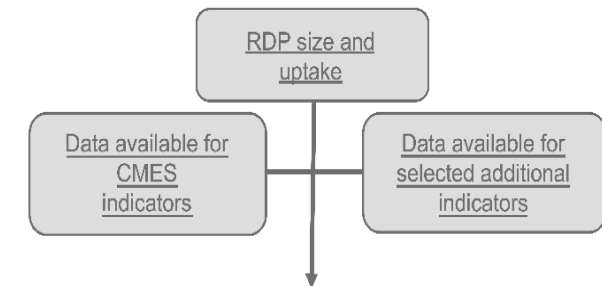 RDP size and
uptake
Data available for
CMES
indicators
Data available for
selected additional
indicators